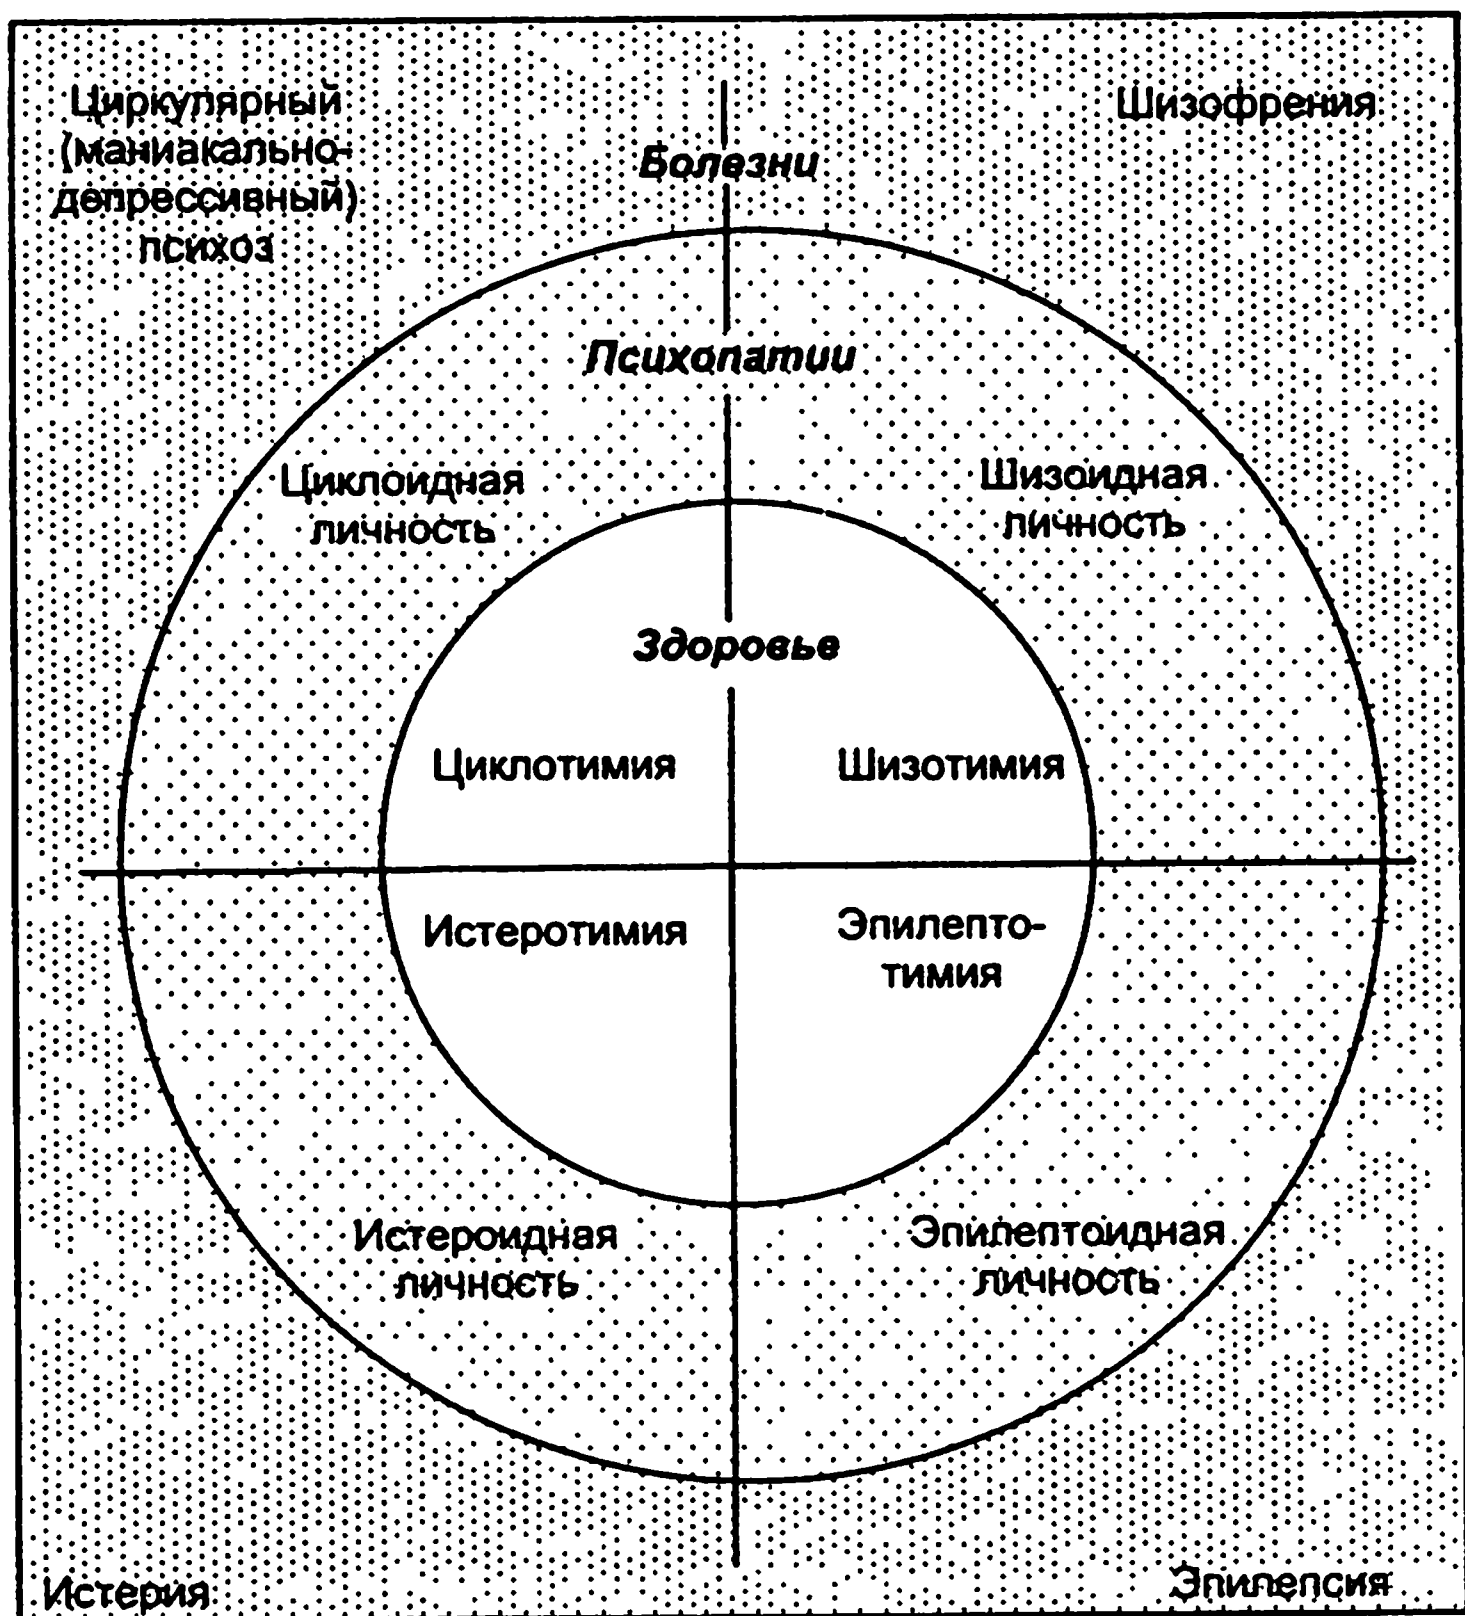 Циркулярный
(маниакально-
депрессивный)
психоз
Шизофрения
Болезни
Психопатии
Циклоидная
личность
Шизоидная
личность
Здоровье
Циклотимия
Шизотимия
Истеротимия
Эпилепто-
тимия
Истероидная
личность
Эпилептоидная
личность
Истерия
Эпилепсия